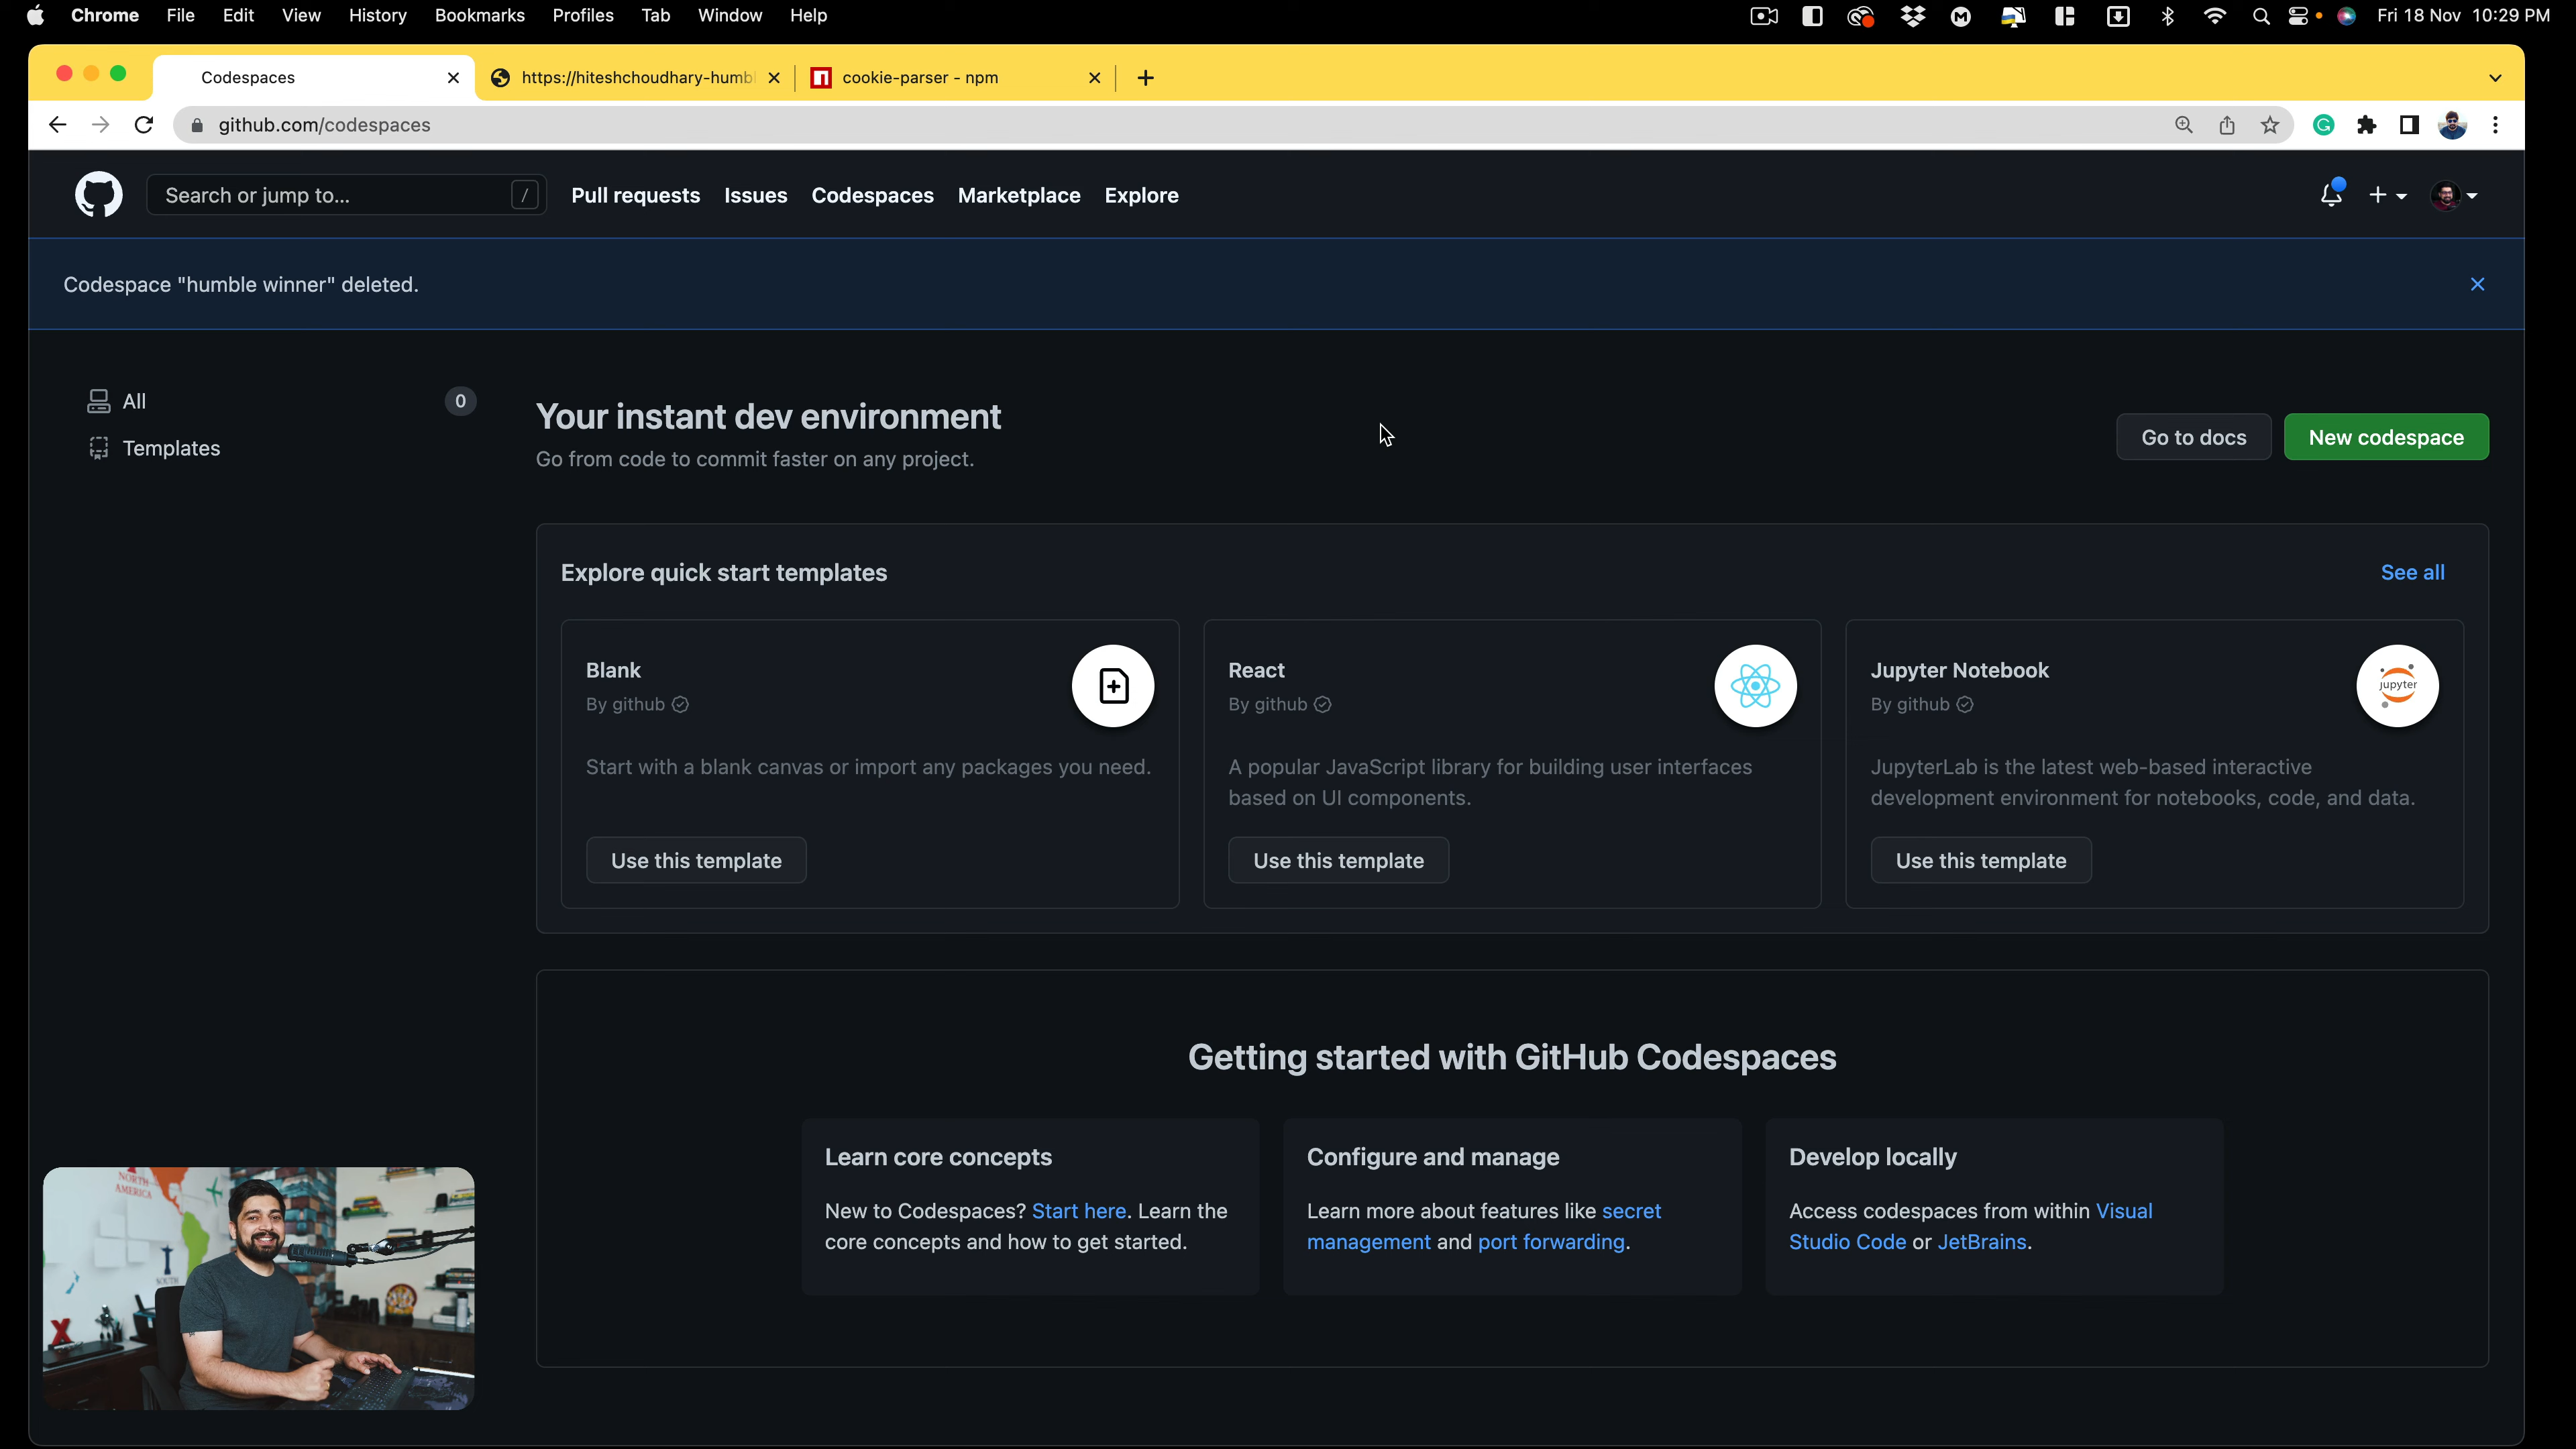 Chrome File Edit View History Bookmarks Profiles Tab Window Help Fri 18 Nov 10:29 PM
Codespaces https://hiteshchoudhary-humb cookie-parser - npm
github.com/codespaces
Search or jump to... / Pull requests Issues Codespaces Marketplace Explore
Codespace "humble winner" deleted.
All 0
Templates
Your instant dev environment
Go from code to commit faster on any project.
Go to docs New codespace
Explore quick start templates See all
Blank
By github
Start with a blank canvas or import any packages you need.
Use this template
React
By github
A popular JavaScript library for building user interfaces
based on UI components.
Use this template
Jupyter Notebook
By github
jupyter
JupyterLab is the latest web-based interactive
development environment for notebooks, code, and data.
Use this template
Getting started with GitHub Codespaces
Learn core concepts
New to Codespaces? Start here. Learn the
core concepts and how to get started.
Configure and manage
Learn more about features like secret
management and port forwarding.
Develop locally
Access codespaces from within Visual
Studio Code or JetBrains.
NORTH
AMERICA
SOUTH